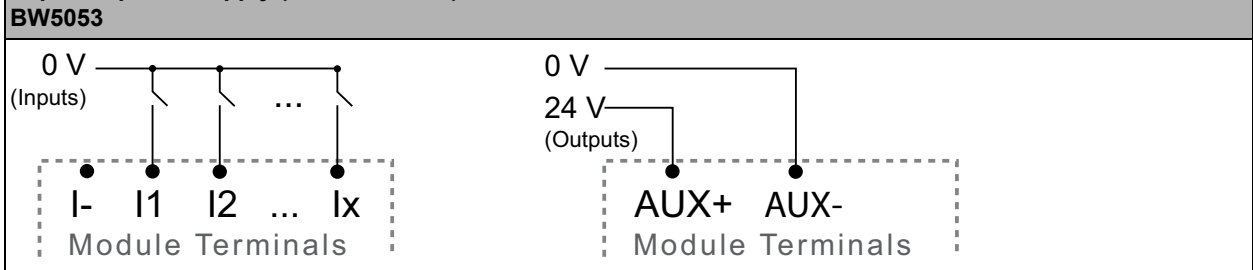 BW5053
0 V
(Inputs)
...
I- I1 I2 ... Ix
Module Terminals
0 V
24 V
(Outputs)
AUX+ AUX-
Module Terminals